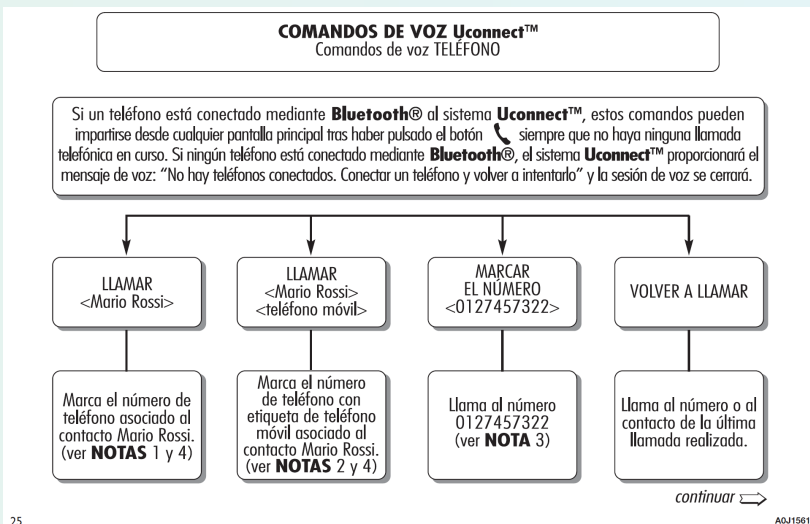 COMANDOS DE VOZ Uconnect™
Comandos de voz TELÉFONO
Si un teléfono está conectado mediante Bluetooth® al sistema Uconnect™, estos comandos pueden
impartirse desde cualquier pantalla principal tras haber pulsado el botón siempre que no haya ninguna llamada
telefónica en curso. Si ningún teléfono está conectado mediante Bluetooth®, el sistema Uconnect™ proporcionará el
mensaje de voz: “No hay teléfonos conectados. Conectar un teléfono y volver a intentarlo” y la sesión de voz se cerrará.
LLAMAR
<Mario Rossi>
LLAMAR
<Mario Rossi>
<teléfono móvil>
MARCAR
EL NÚMERO
<0127457322>
VOLVER A LLAMAR
Marca el número de
teléfono asociado al
contacto Mario Rossi.
(ver NOTAS 1 y 4)
Marca el número
de teléfono con
etiqueta de teléfono
móvil asociado al
contacto Mario Rossi.
(ver NOTAS 2 y 4)
Llama al número
0127457322
(ver NOTA 3)
Llama al número o al
contacto de la última
llamada realizada.
continuar
25
A0J1561